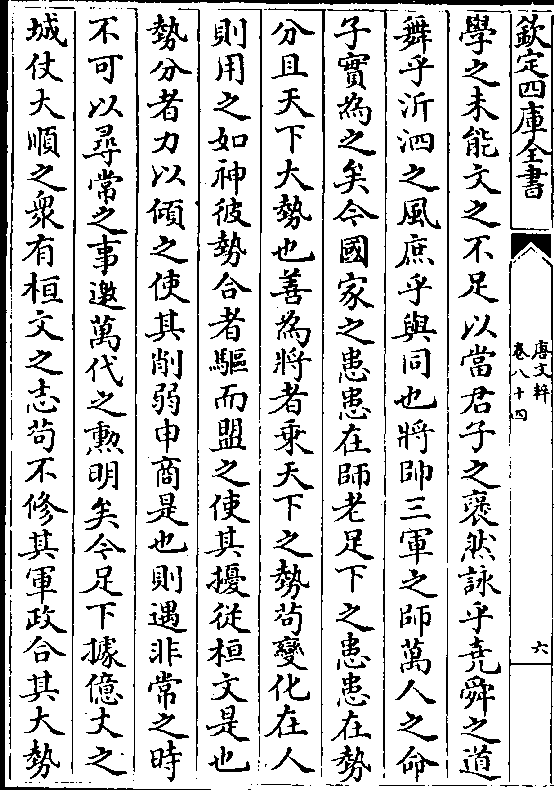 欽定四庫全書
唐文粹
卷八十四
六
學之未能文之不足以當君子之褒然詠乎堯舜之道
舞乎沂泗之風庶乎與同也將帥三軍之師萬人之命
子實為之矣今國家之患患在師老足下之患患在勢
分且天下大勢也善為將者乗天下之勢茍變化在人
則用之如神彼勢合者驅而盟之使其擾從桓文是也
勢分者力以傾之使其削弱申商是也則遇非常之時
不可以尋常之事邀萬代之勲明矣今足下據億丈之
城仗大順之衆有桓文之志茍不修其軍政合其大勢